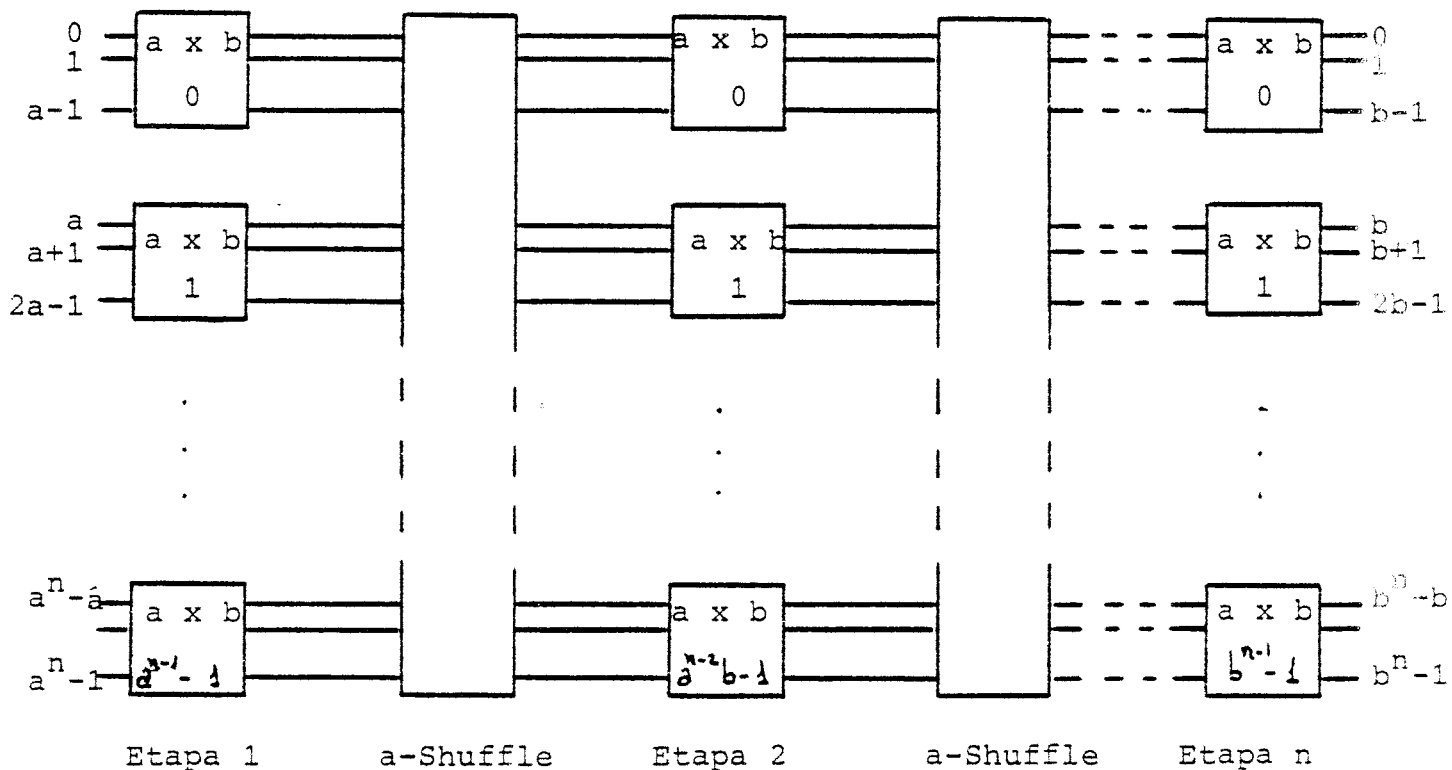 0 a x b a x b a x b 0
1 1
0 0 0
a-1 b-1
a a x b a x b a x b b
a+1 b+1
1 1 1
2a-1 2b-1
a^n-a a x b a x b a x b b^n-b
a^n-1 a^n-1 - 1 a^n-2 b-1 b^n-1 - 1 b^n-1
Etapa 1 a-Shuffle Etapa 2 a-Shuffle Etapa n